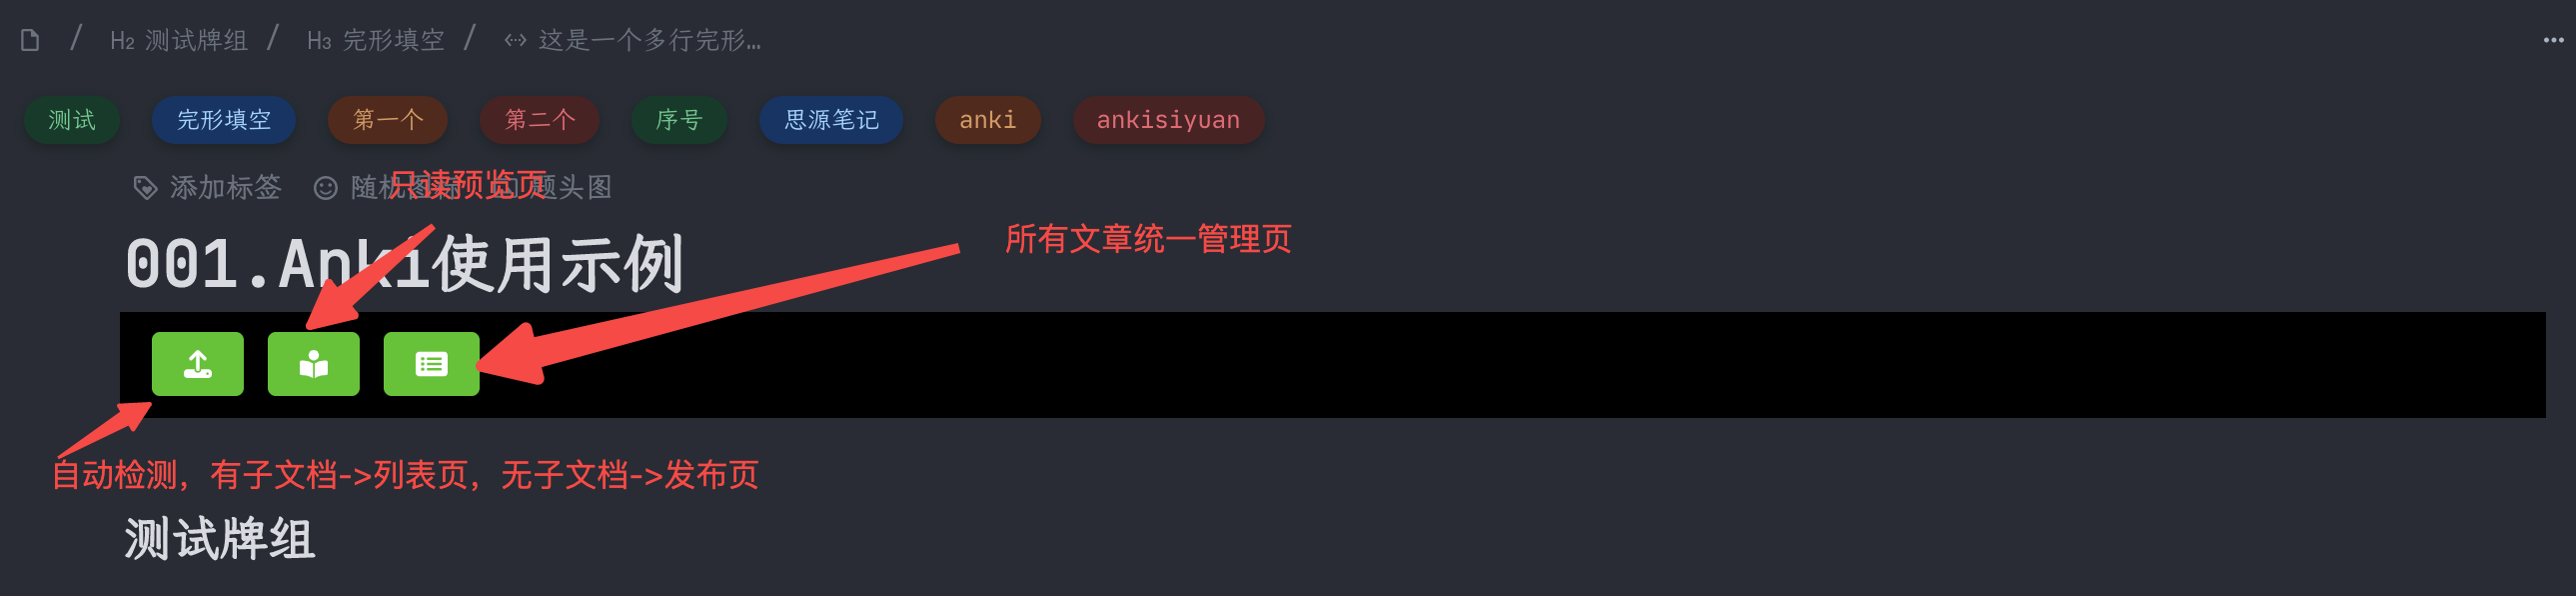 / H2 测试牌组 / H3 完形填空 / 这是一个多行完形…
测试 完形填空 第一个 第二个 序号 思源笔记 anki ankisiyuan
添加标签 随机图标 题头图
只读预览页
所有文章统一管理页
001.Anki使用示例
自动检测，有子文档->列表页，无子文档->发布页
测试牌组